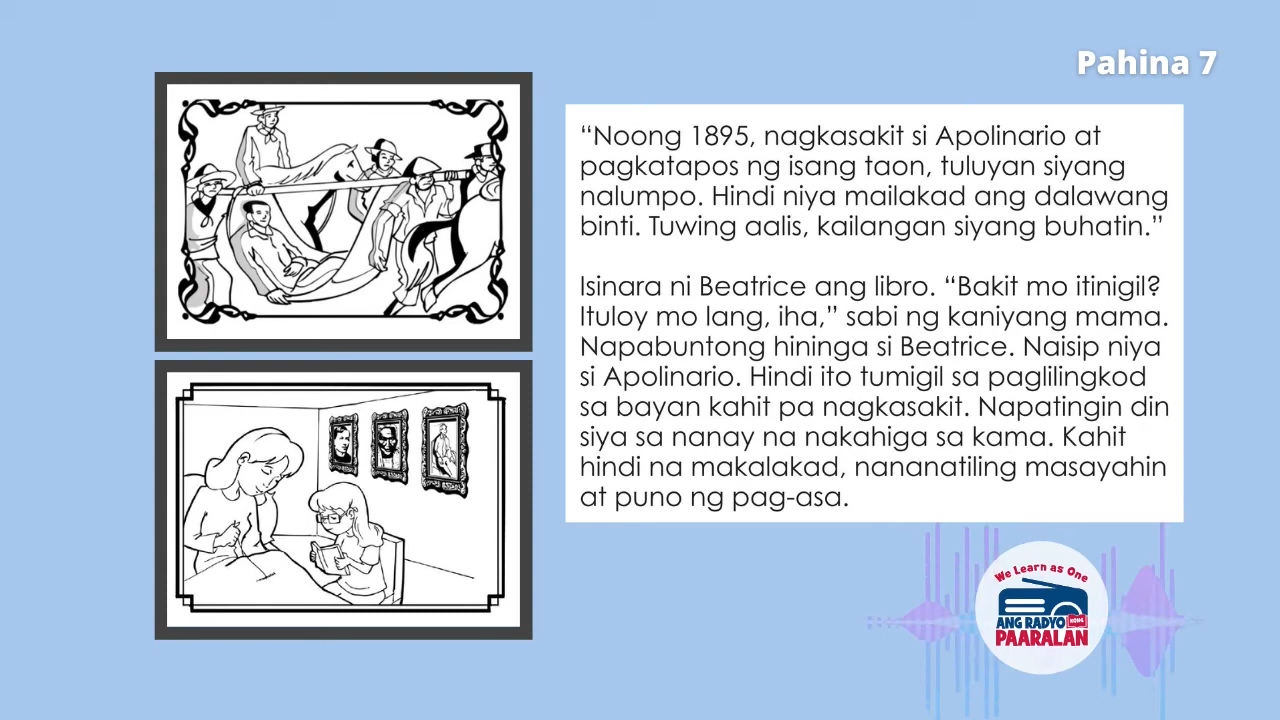 Pahina 7
“Noong 1895, nagkasakit si Apolinario at
pagkatapos ng isang taon, tuluyan siyang
nalumpo. Hindi niya mailakad ang dalawang
binti. Tuwing aalis, kailangan siyang buhatin.”
Isinara ni Beatrice ang libro. “Bakit mo itinigil?
Ituloy mo lang, iha,” sabi ng kaniyang mama.
Napabuntong hininga si Beatrice. Naisip niya
si Apolinario. Hindi ito tumigil sa paglilingkod
sa bayan kahit pa nagkasakit. Napatingin din
siya sa nanay na nakahiga sa kama. Kahit
hindi na makalakad, nananatiling masayahin
at puno ng pag-asa.
We Learn as One
ANG RADYO
PAARALAN